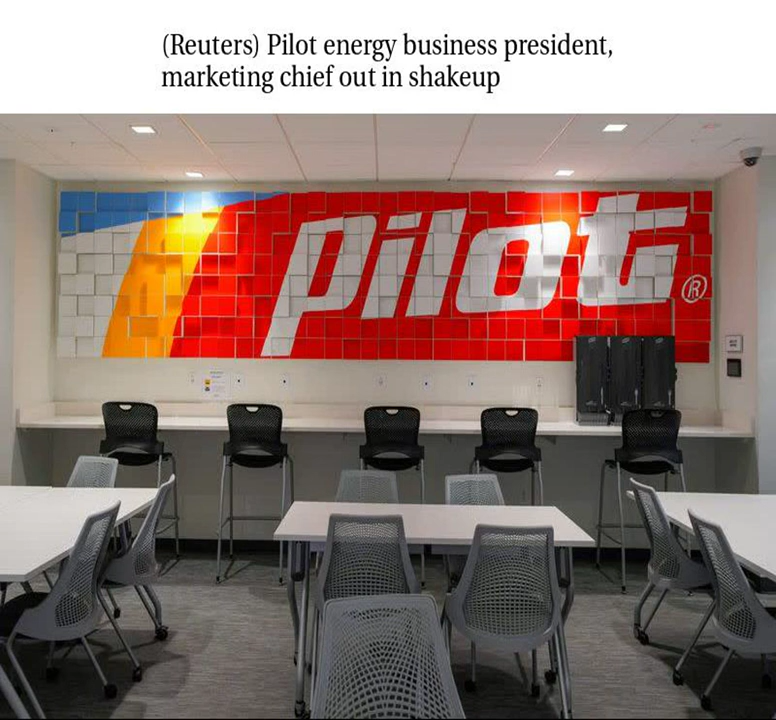 (Reuters) Pilot energy business president,
marketing chief out in shakeup
Pilot
®